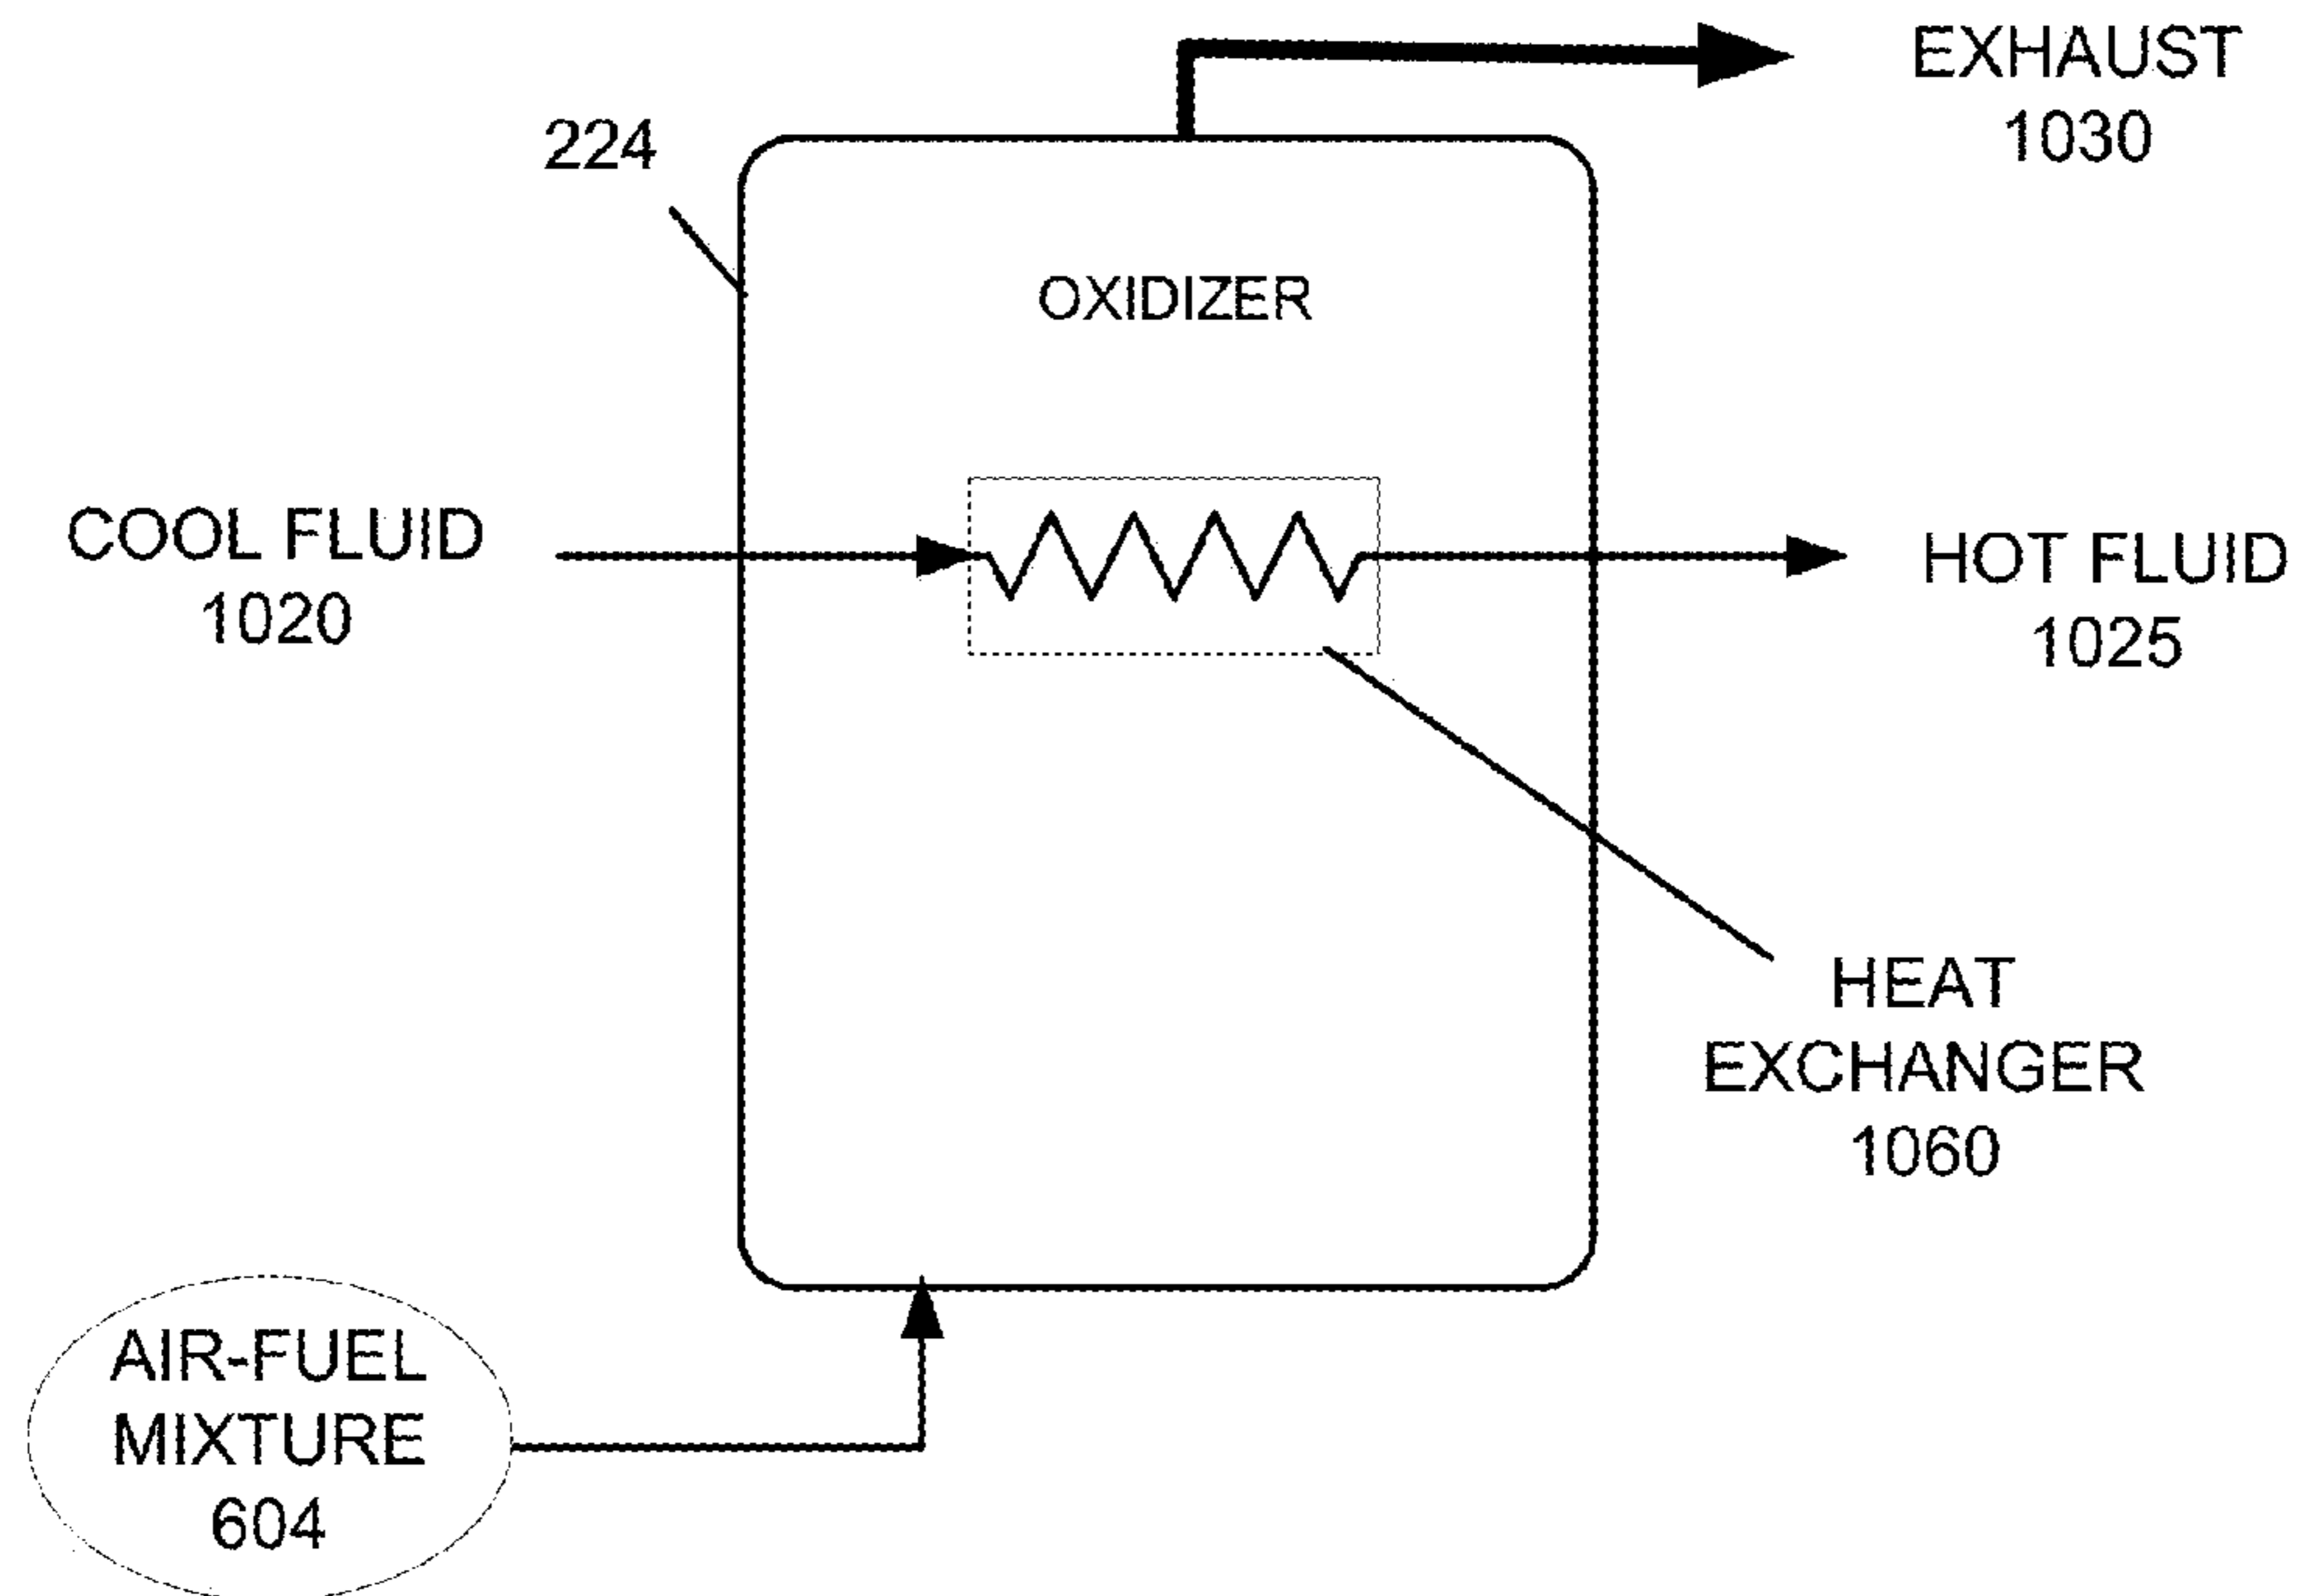 EXHAUST
1030
224
OXIDIZER
COOL FLUID
1020
HOT FLUID
1025
HEAT
EXCHANGER
1060
AIR-FUEL
MIXTURE
604